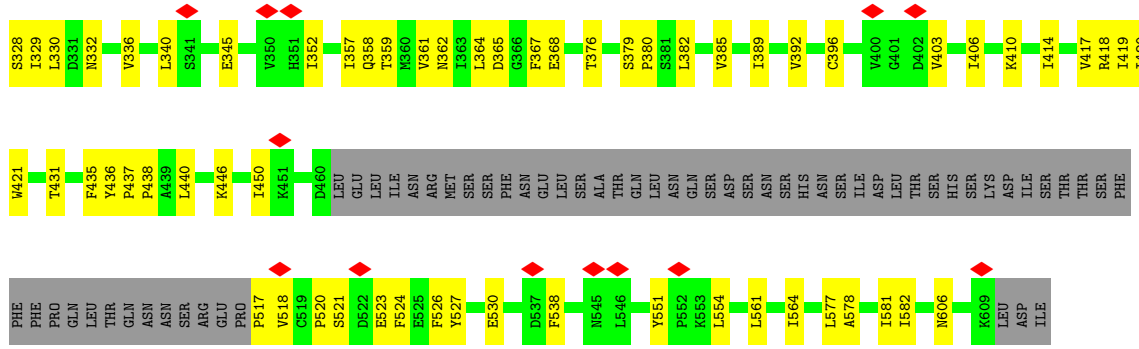 S328 I329 L330 D331 N332 V336 L340 S341 E345 V350 H351 I352 I357 Q358 T359 M360 V361 N362 I363 L364 D365 G366 F367 E368 T376 S379 P380 S381 L382 V385 I389 V392 C396 V400 G401 D402 V403 I406 K410 I414 V417 R418 I419
W421 T431 F435 Y436 P437 P438 A439 L440 K446 I450 K451 D460 LEU GLU LEU ILE ASN ARG MET SER SER PHE ASN GLU LEU SER ALA THR GLN LEU ASN GLN SER ASP SER ASN SER HIS ASN SER ILE ASP LEU THR SER HIS SER LYS ASP ILE SER THR THR SER PHE
PHE PHE PRO GLN LEU THR GLN ASN ASN SER ARG GLU PRO P517 V518 C519 P520 S521 D522 E523 F524 E525 F526 Y527 E530 D537 F538 N545 L546 Y551 P552 K553 L554 L561 I564 L577 A578 I581 I582 N606 K609 LEU ASP ILE